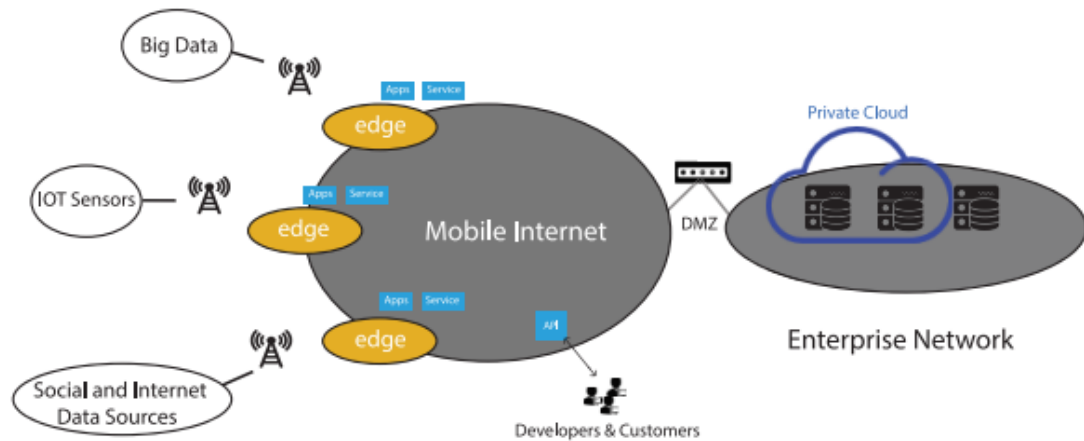 Big Data
Apps
Service
edge
Private Cloud
IOT Sensors
Apps
Service
edge
Mobile Internet
DMZ
Apps
Service
edge
API
Enterprise Network
Social and Internet
Data Sources
Developers & Customers